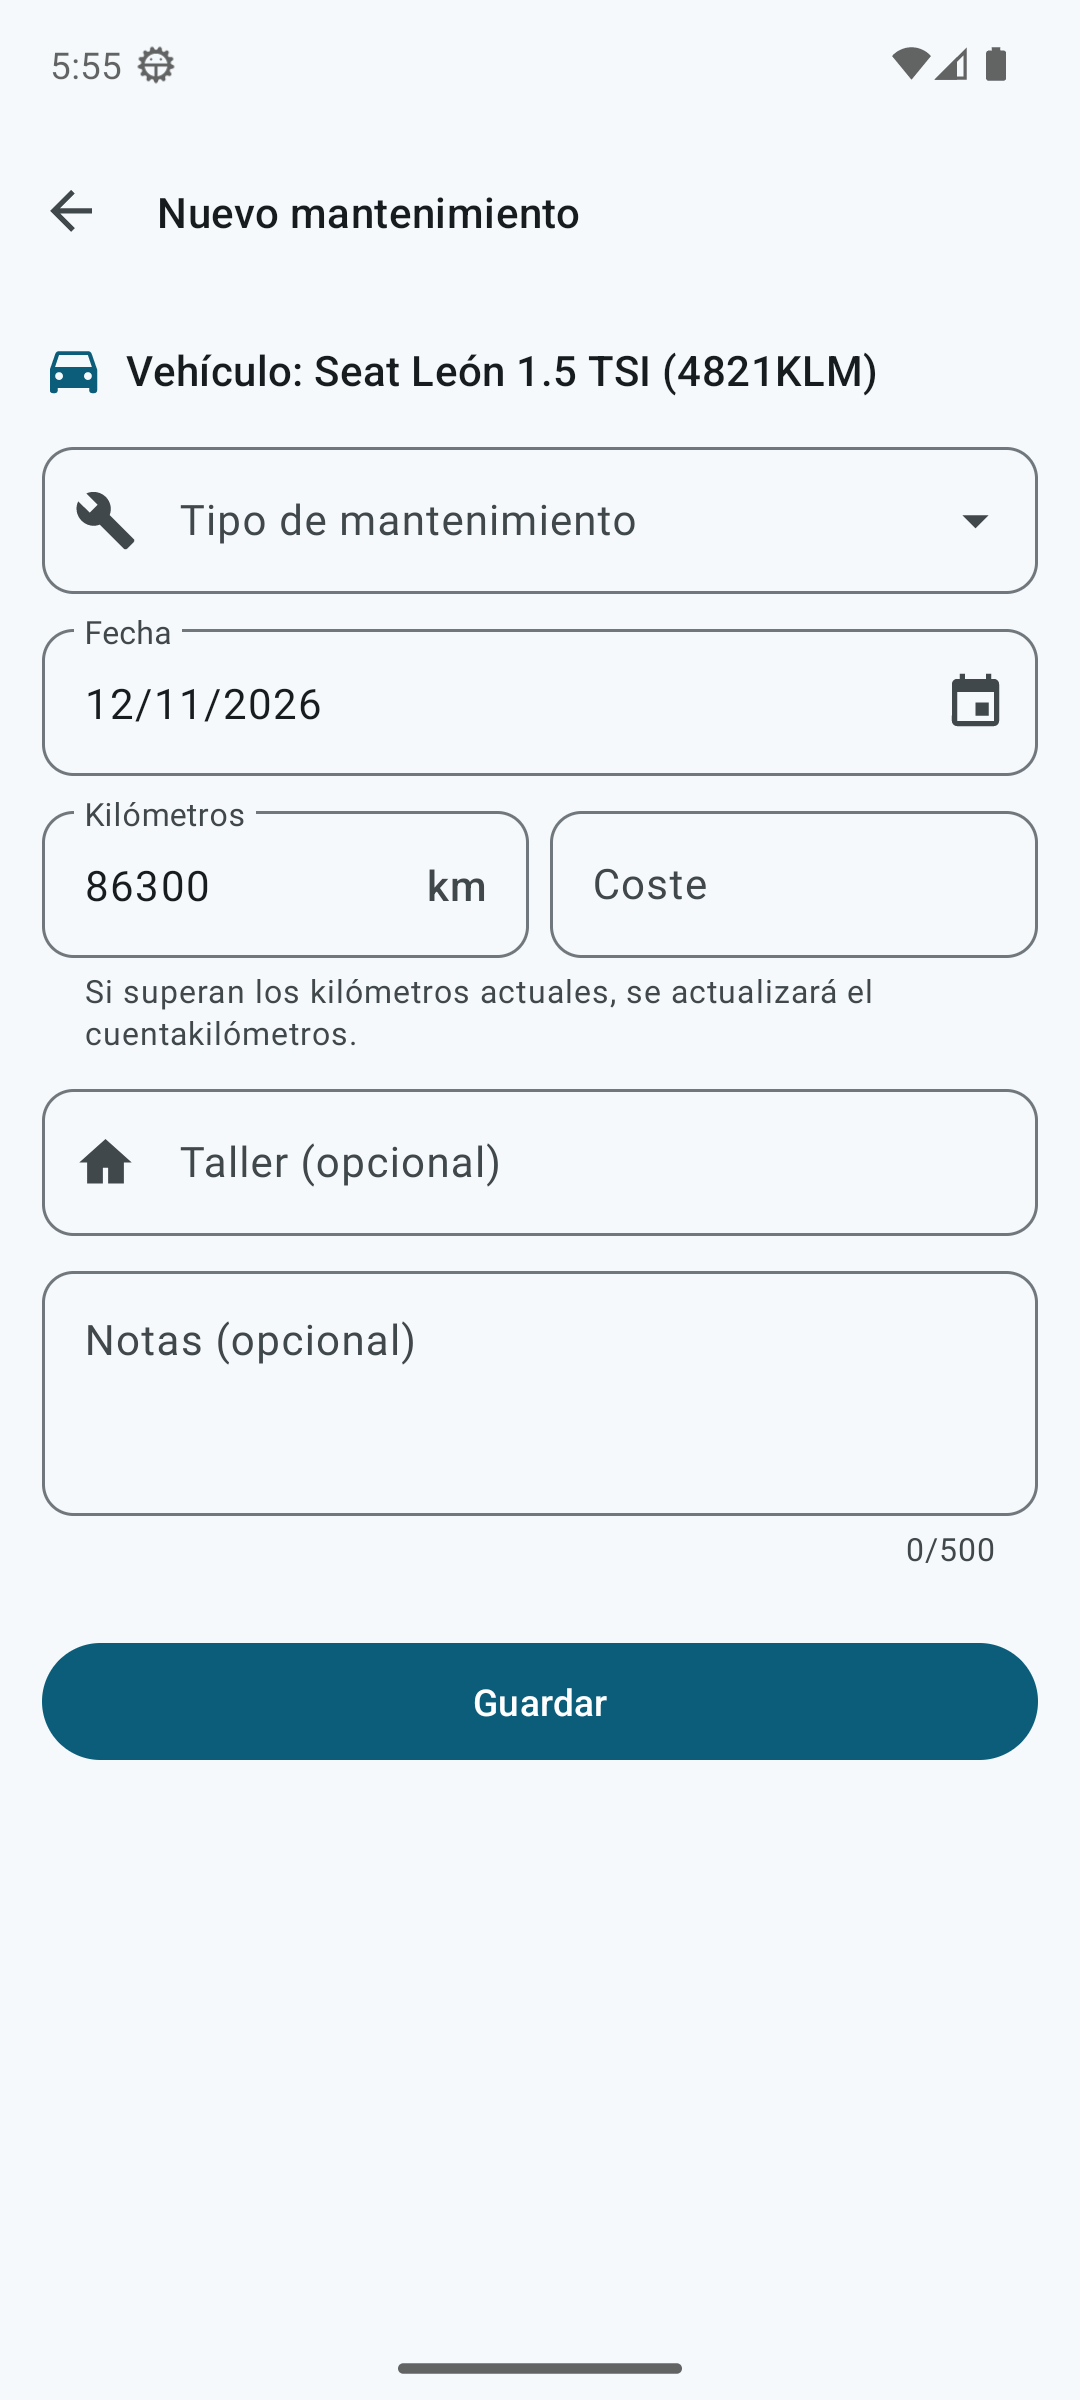 5:55
Nuevo mantenimiento
Vehículo: Seat León 1.5 TSI (4821KLM)
Tipo de mantenimiento
Fecha
12/11/2026
Kilómetros
86300 km
Coste
Si superan los kilómetros actuales, se actualizará el
cuentakilómetros.
Taller (opcional)
Notas (opcional)
0/500
Guardar